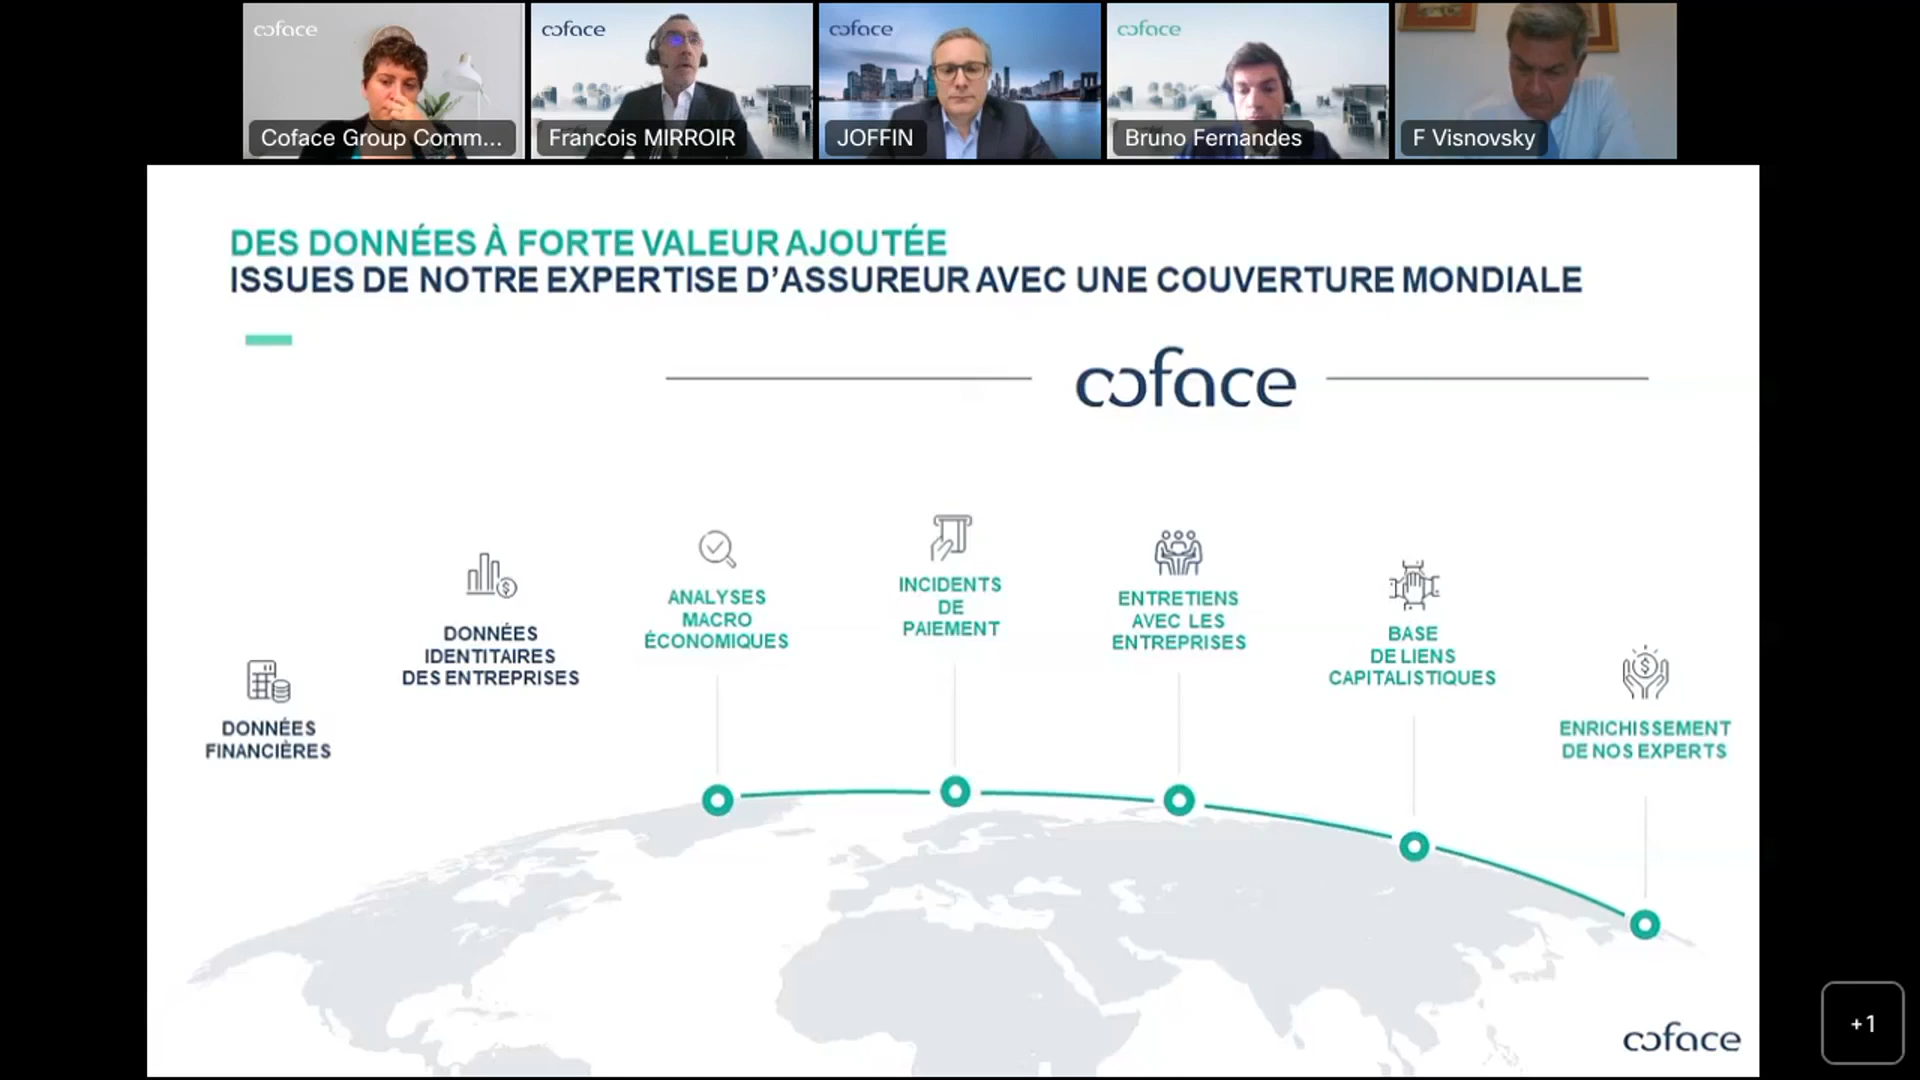 coface
coface
coface
coface
Coface Group Comm...
Francois MIRROIR
JOFFIN
Bruno Fernandes
F Visnovsky
DES DONNÉES À FORTE VALEUR AJOUTÉE
ISSUES DE NOTRE EXPERTISE D’ASSUREUR AVEC UNE COUVERTURE MONDIALE
coface
DONNÉES
FINANCIÈRES
DONNÉES
IDENTITAIRES
DES ENTREPRISES
ANALYSES
MACRO
ÉCONOMIQUES
INCIDENTS
DE
PAIEMENT
ENTRETIENS
AVEC LES
ENTREPRISES
BASE
DE LIENS
CAPITALISTIQUES
ENRICHISSEMENT
DE NOS EXPERTS
coface
+1